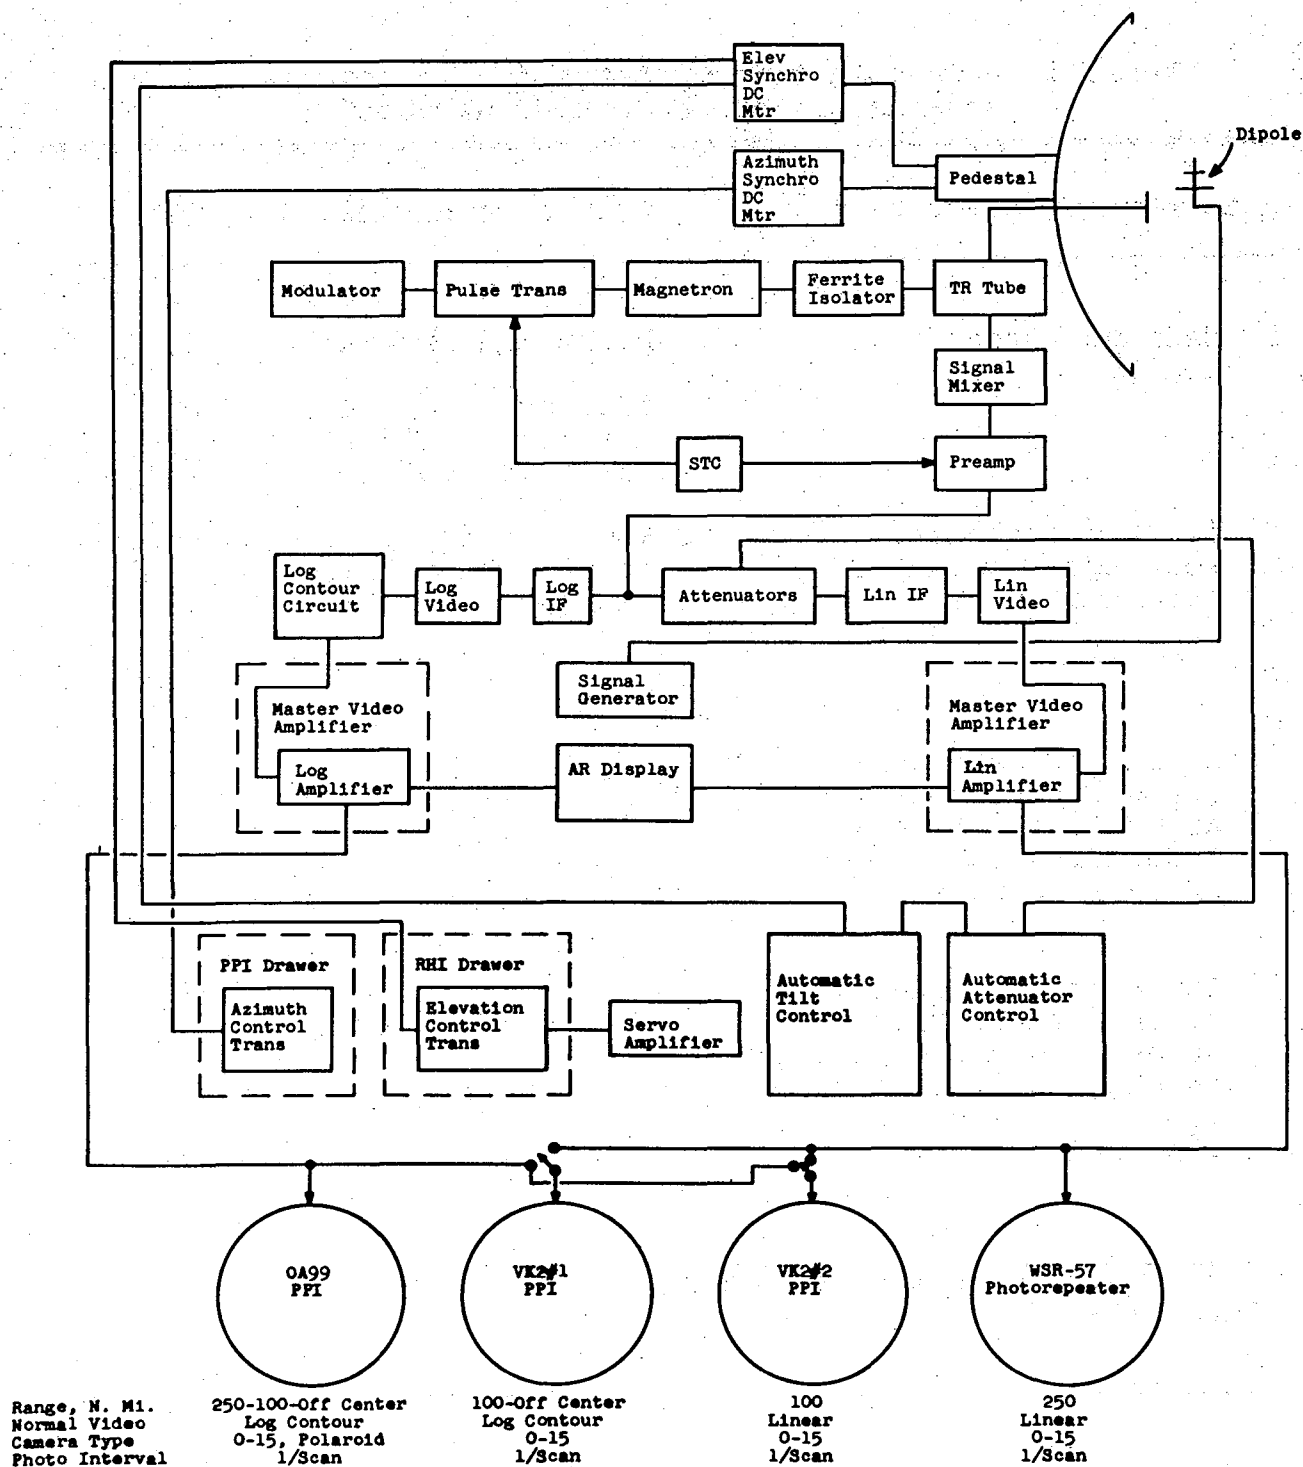 Elev
Synchro
DC
Mtr
Dipole
Azimuth
Synchro
DC
Mtr
Pedestal
Modulator
Pulse Trans
Magnetron
Ferrite
Isolator
TR Tube
Signal
Mixer
STC
Preamp
Log
Contour
Circuit
Log
Video
Log
IF
Attenuators
Lin IF
Lin
Video
Signal
Generator
Master Video
Amplifier
Log
Amplifier
AR Display
Master Video
Amplifier
Lin
Amplifier
PPI Drawer
Azimuth
Control
Trans
RHI Drawer
Elevation
Control
Trans
Servo
Amplifier
Automatic
Tilt
Control
Automatic
Attenuator
Control
OA99
PPI
VK2#1
PPI
VK2#2
PPI
WSR-57
Photorepeater
Range, N. Mi. 250-100-Off Center 100-Off Center 100 250
Normal Video Log Contour Log Contour Linear Linear
Camera Type O-15, Polaroid O-15 O-15 O-15
Photo Interval 1/Scan 1/Scan 1/Scan 1/Scan